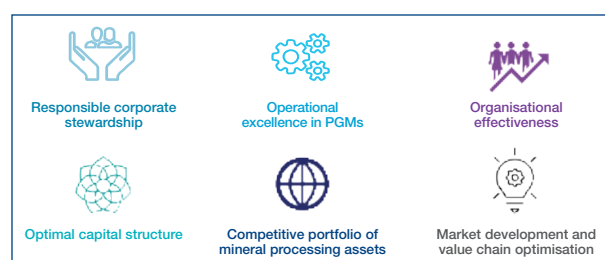 Responsible corporate
stewardship
Operational
excellence in PGMs
Organisational
effectiveness
Optimal capital structure
Competitive portfolio of
mineral processing assets
Market development and
value chain optimisation